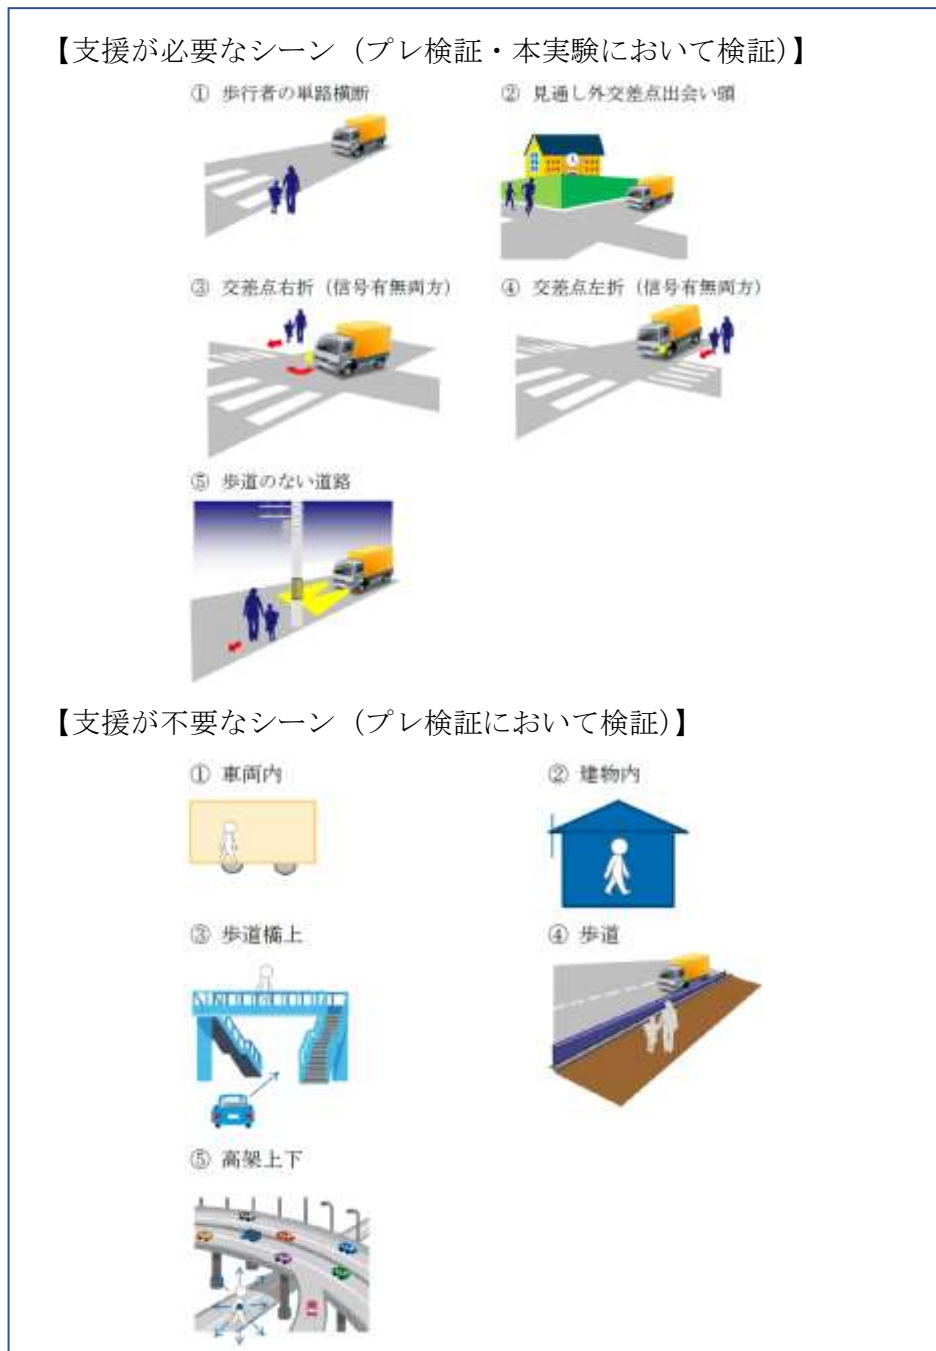 【支援が必要なシーン（プレ検証・本実験において検証）】
① 歩行者の単路横断
② 見通し外交差点出会い頭
③ 交差点右折（信号有無両方）
④ 交差点左折（信号有無両方）
⑤ 歩道のない道路
【支援が不要なシーン（プレ検証において検証）】
① 車両内
② 建物内
③ 歩道橋上
④ 歩道
⑤ 高架上下